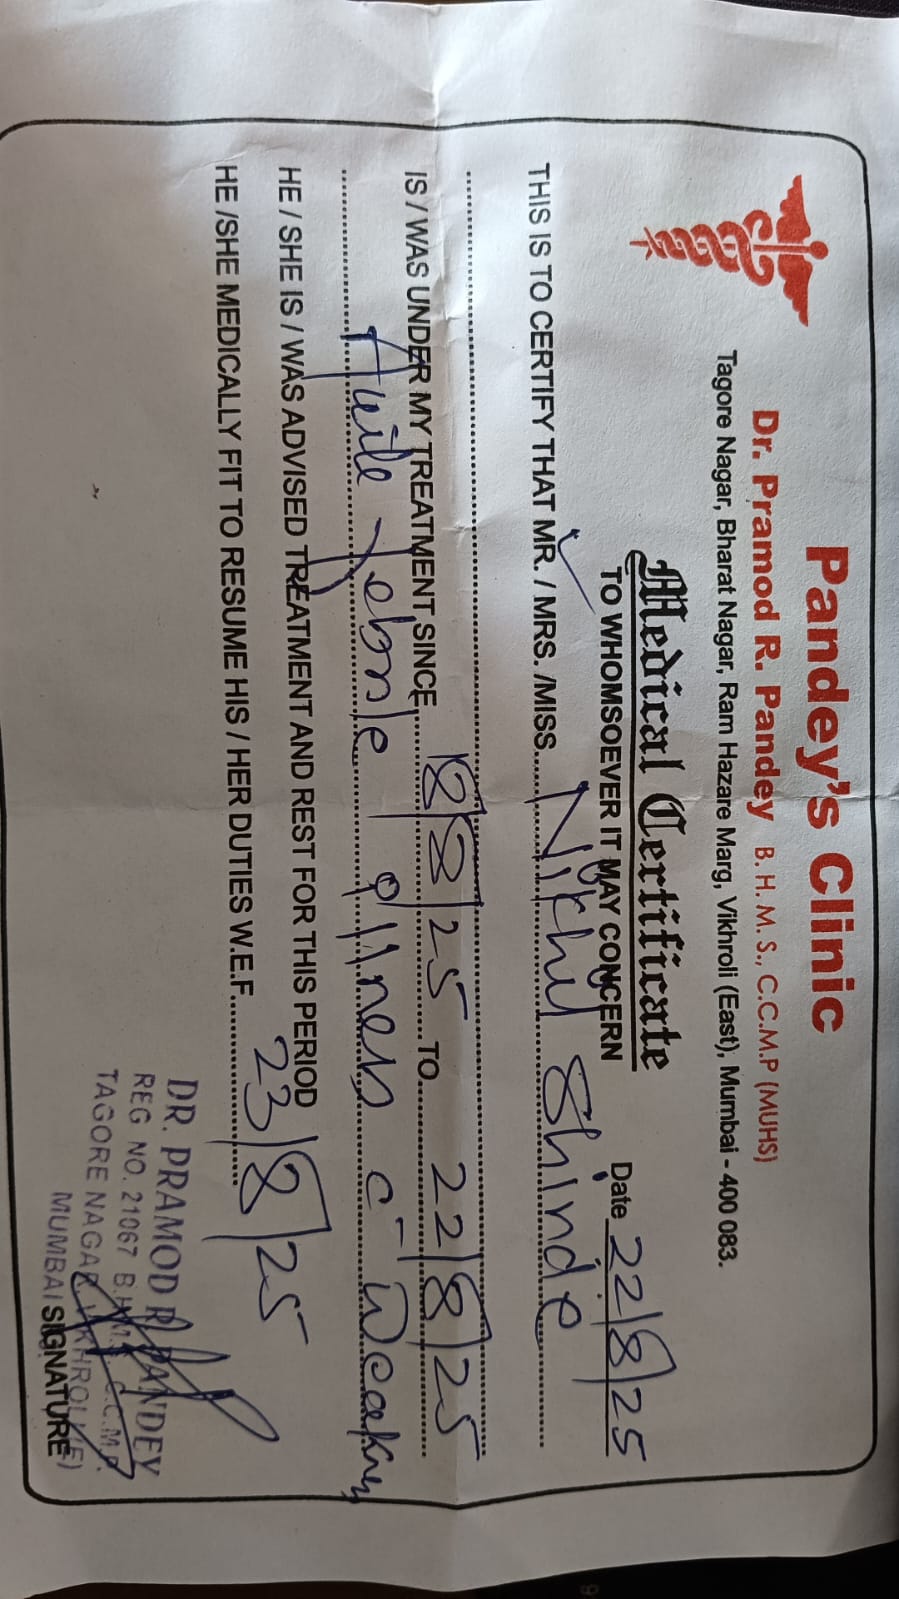 Pandey's Clinic
Dr. Pramod R. Pandey B. H. M. S., C.C.M.P (MUHS)
Tagore Nagar, Bharat Nagar, Ram Hazare Marg, Vikhroli (East), Mumbai - 400 083.
Medical Certificate
TO WHOMSOEVER IT MAY CONCERN
Date 22/8/25
THIS IS TO CERTIFY THAT MR. / MRS. /MISS. Nikhil Shinde
IS / WAS UNDER MY TREATMENT SINCE 18/8/25 TO 22/8/25
Febrile illness c̄
HE / SHE IS / WAS ADVISED TREATMENT AND REST FOR THIS PERIOD
HE /SHE MEDICALLY FIT TO RESUME HIS / HER DUTIES W.E.F. 23/8/25
DR. PRAMOD R. PANDEY
REG NO. 21067 B.H.M.S. C.C.M.P.
TAGORE NAGAR, VIKHROLI (E)
MUMBAI
SIGNATURE